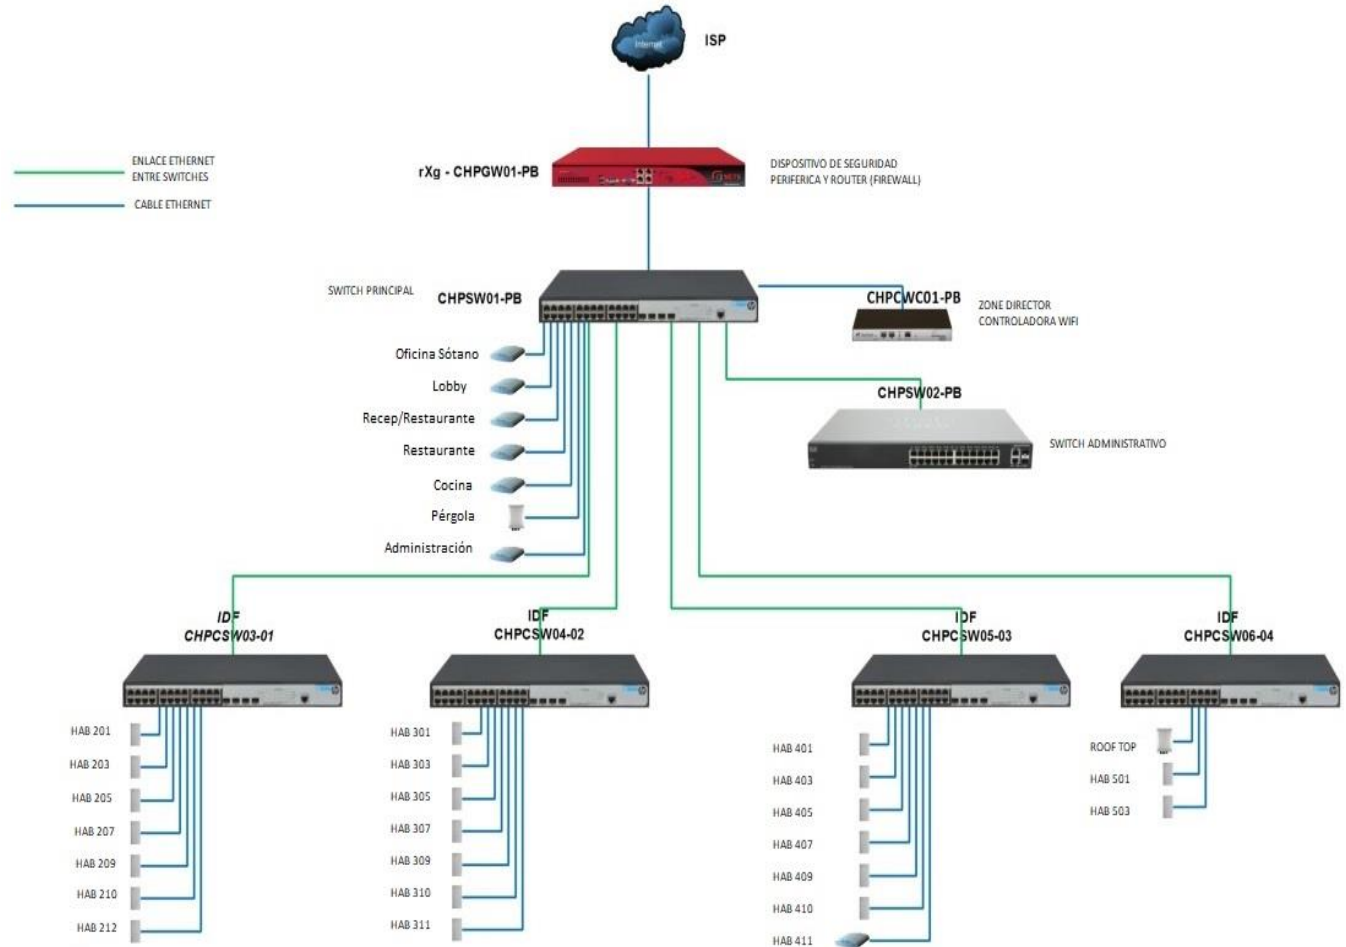 Internet
ISP
ENLACE ETHERNET
ENTRE SWITCHES
CABLE ETHERNET
rXg - CHPGW01-PB
DISPOSITIVO DE SEGURIDAD
PERIFERICA Y ROUTER (FIREWALL)
SWITCH PRINCIPAL
CHPSW01-PB
CHPCWC01-PB
ZONE DIRECTOR
CONTROLADORA WIFI
Oficina Sótano
Lobby
Recep/Restaurante
Restaurante
Cocina
Pérgola
Administración
CHPSW02-PB
SWITCH ADMINISTRATIVO
IDF
CHPCSW03-01
IDF
CHPCSW04-02
IDF
CHPCSW05-03
IDF
CHPCSW06-04
HAB 201
HAB 203
HAB 205
HAB 207
HAB 209
HAB 210
HAB 212
HAB 301
HAB 303
HAB 305
HAB 307
HAB 309
HAB 310
HAB 311
HAB 401
HAB 403
HAB 405
HAB 407
HAB 409
HAB 410
HAB 411
ROOF TOP
HAB 501
HAB 503